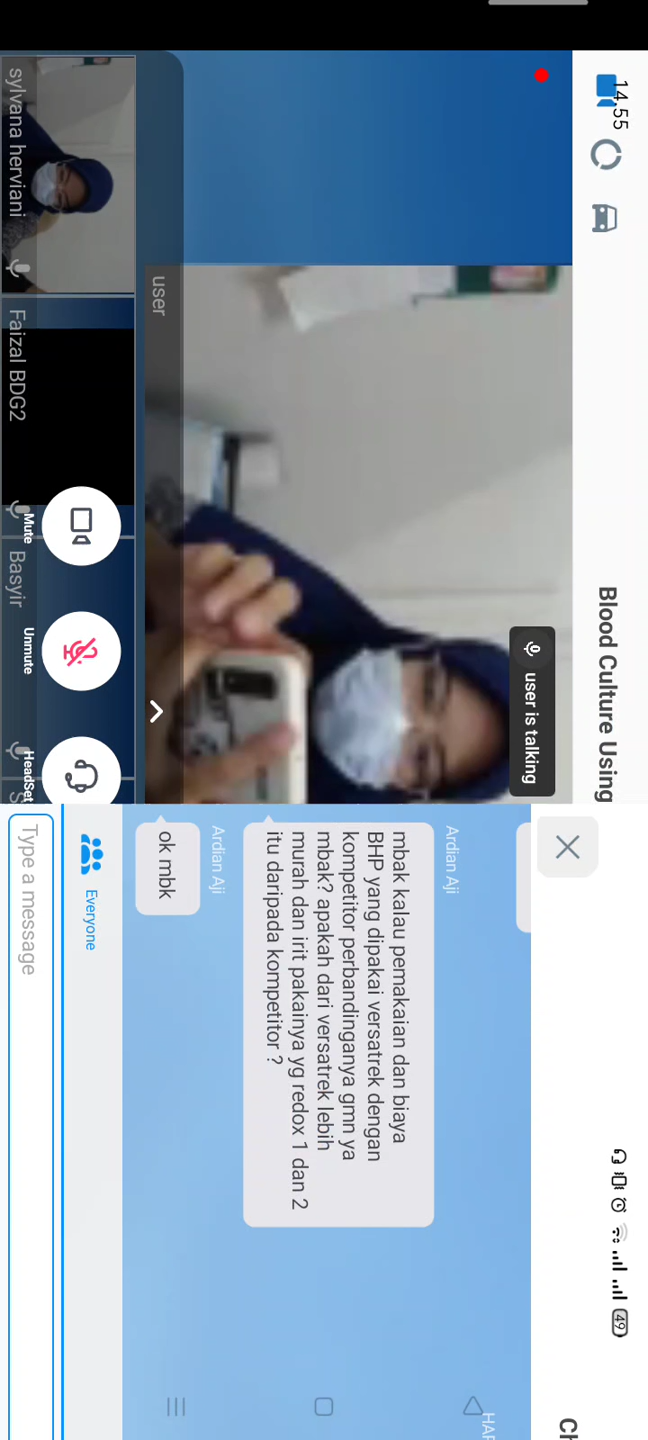 14.55
49
Blood Culture Using
user is talking
user
sylvana herviani
Faizal BDG2
Basyir
S
Mute
Unmute
HeadSet
Ch
HAR
Ardian Aji
mbak kalau pemakaian dan biaya
BHP yang dipakai versatrek dengan
kompetitor perbandinganya gmn ya
mbak? apakah dari versatrek lebih
murah dan irit pakainya yg redox 1 dan 2
itu daripada kompetitor ?
Ardian Aji
ok mbk
Everyone
Type a message